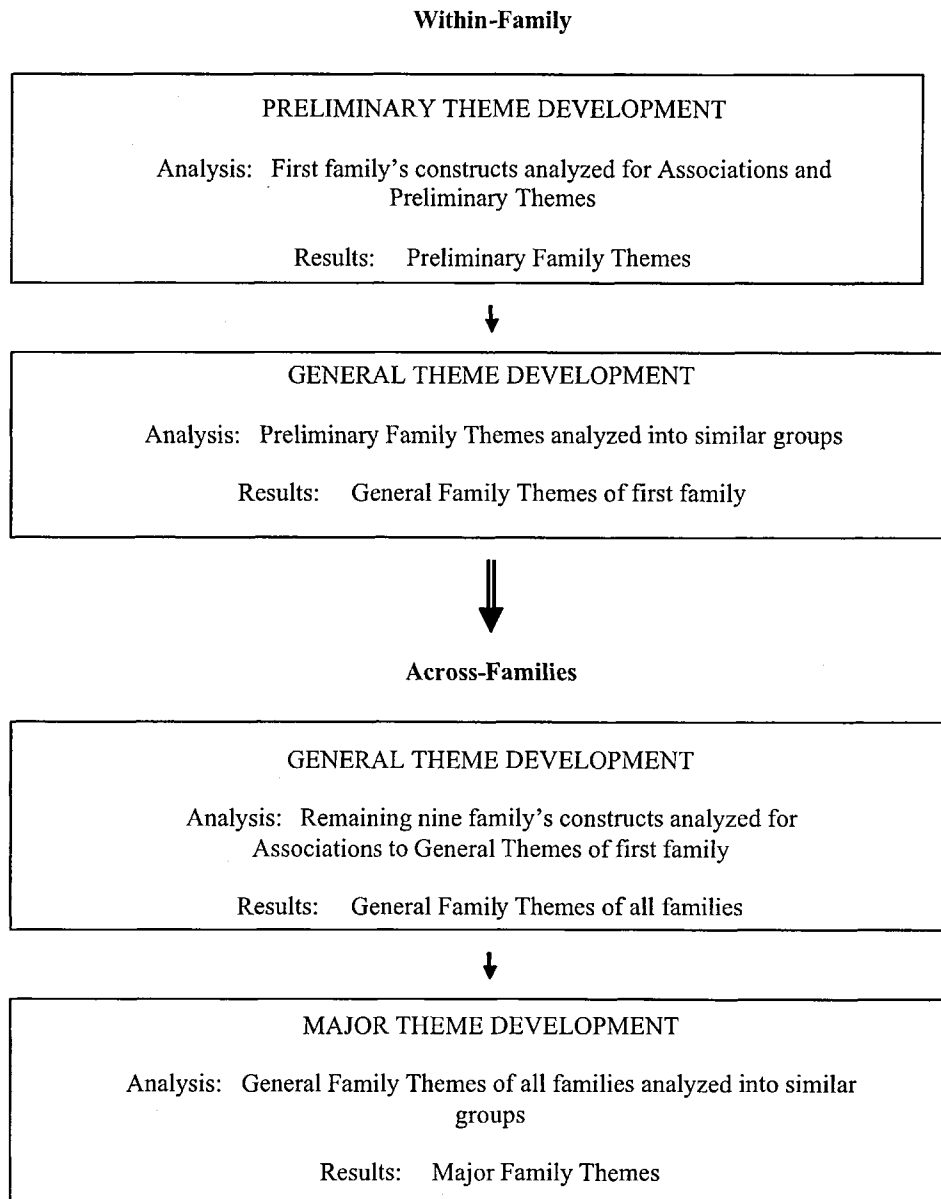 Within-Family
PRELIMINARY THEME DEVELOPMENT
Analysis: First family's constructs analyzed for Associations and
Preliminary Themes
Results: Preliminary Family Themes
GENERAL THEME DEVELOPMENT
Analysis: Preliminary Family Themes analyzed into similar groups
Results: General Family Themes of first family
Across-Families
GENERAL THEME DEVELOPMENT
Analysis: Remaining nine family's constructs analyzed for
Associations to General Themes of first family
Results: General Family Themes of all families
MAJOR THEME DEVELOPMENT
Analysis: General Family Themes of all families analyzed into similar
groups
Results: Major Family Themes